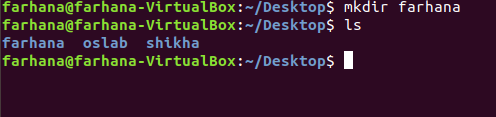 farhana@farhana-VirtualBox:~/Desktop$ mkdir farhana
farhana@farhana-VirtualBox:~/Desktop$ ls
farhana  oslab  shikha
farhana@farhana-VirtualBox:~/Desktop$